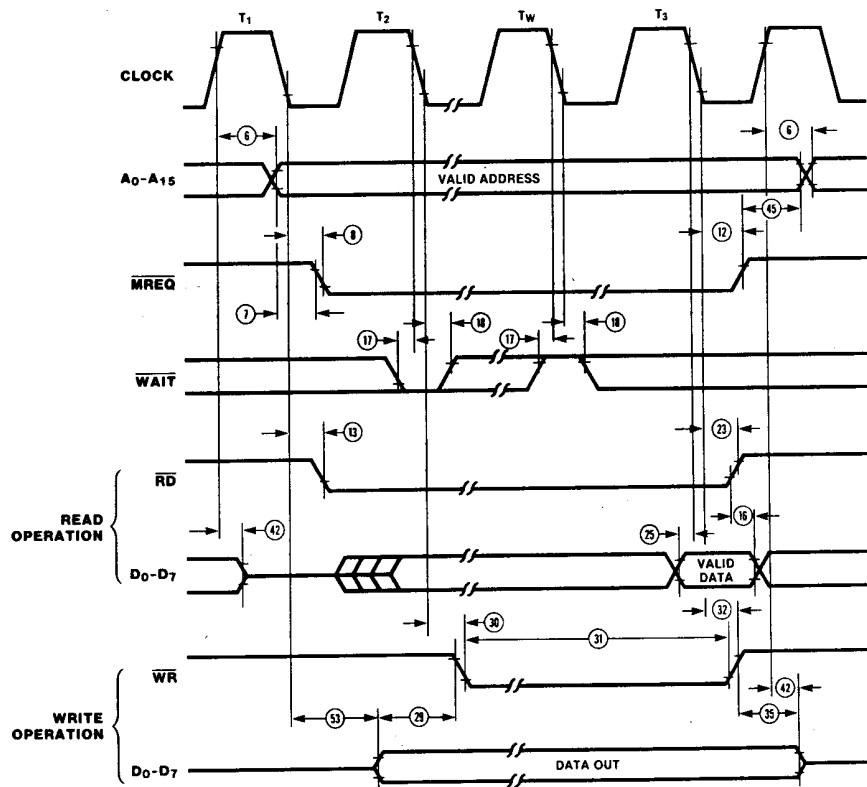 T1 T2 TW T3
CLOCK
6 6
A0-A15 VALID ADDRESS
45
8 12
MREQ
7
17 18 17 18
WAIT
13 23
RD
READ OPERATION
42 25 16
D0-D7 VALID DATA
32
30 31
WR
42
WRITE OPERATION
53 29 35
D0-D7 DATA OUT